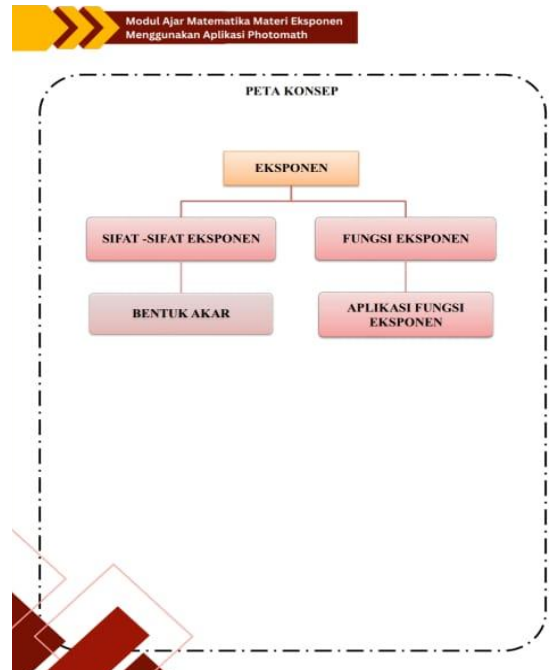 Modul Ajar Matematika Materi Eksponen
Menggunakan Aplikasi Photomath
PETA KONSEP
EKSPONEN
SIFAT -SIFAT EKSPONEN
FUNGSI EKSPONEN
BENTUK AKAR
APLIKASI FUNGSI
EKSPONEN